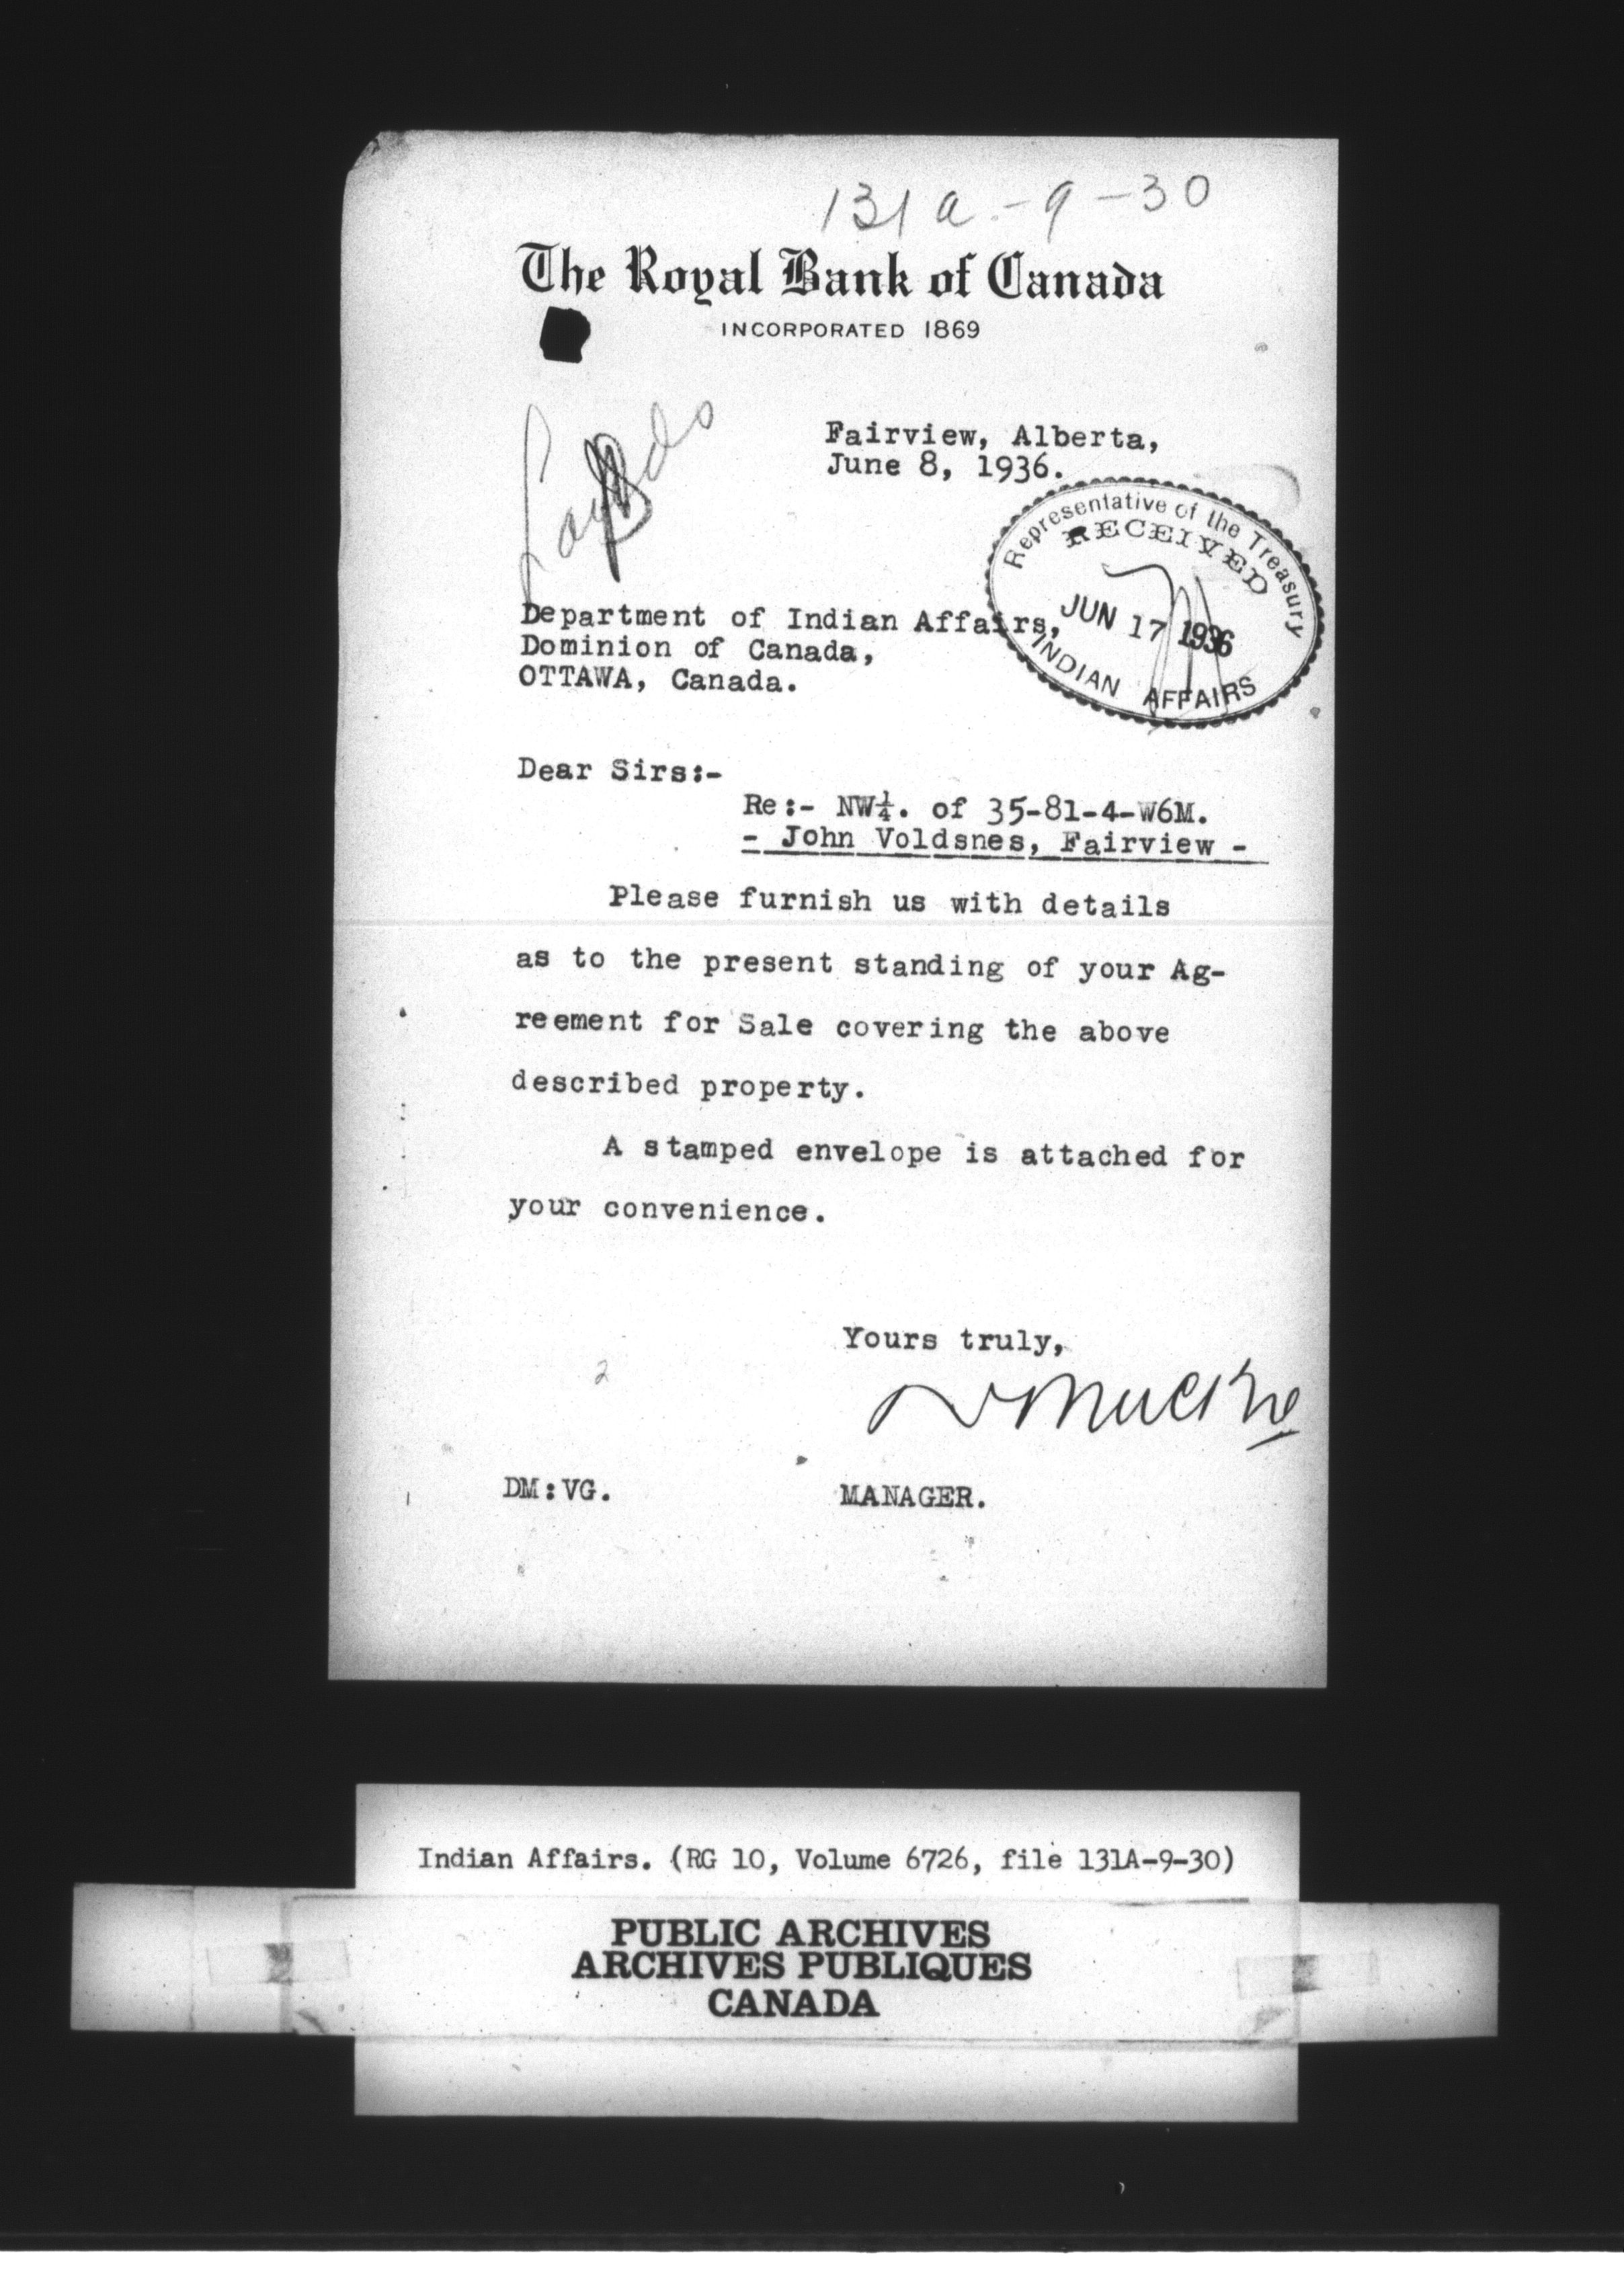 131a-9-30
The Royal Bank of Canada
INCORPORATED 1869
Fairview, Alberta,
June 8, 1936.
Representative of the Treasury
RECEIVED
JUN 17 1936
INDIAN AFFAIRS
Department of Indian Affairs,
Dominion of Canada,
OTTAWA, Canada.
Dear Sirs:-
Re:- NW¼. of 35-81-4-W6M.
- John Voldsnes, Fairview -
Please furnish us with details
as to the present standing of your Ag-
reement for Sale covering the above
described property.
A stamped envelope is attached for
your convenience.
Yours truly,
2
DM:VG.
MANAGER.
Indian Affairs. (RG 10, Volume 6726, file 131A-9-30)
PUBLIC ARCHIVES
ARCHIVES PUBLIQUES
CANADA